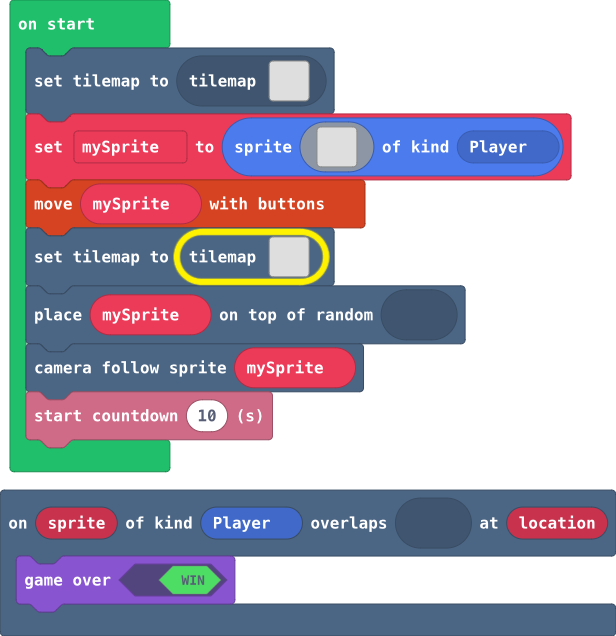 on start
set tilemap to tilemap
set mySprite to sprite of kind Player
move mySprite with buttons
set tilemap to tilemap
place mySprite on top of random
camera follow sprite mySprite
start countdown 10 (s)
on sprite of kind Player overlaps at location
game over WIN